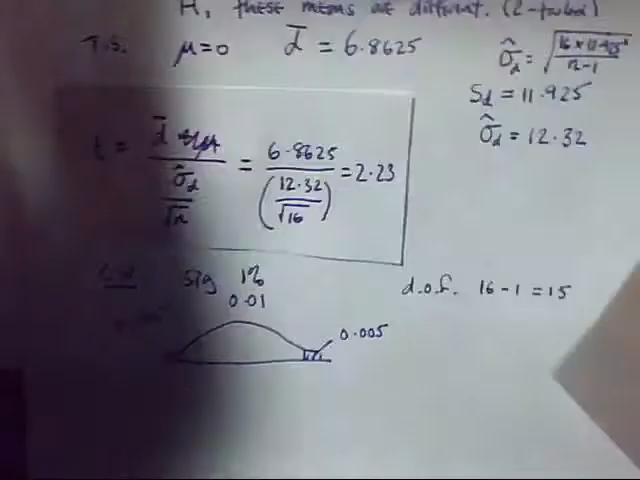 H₁ these means are different. (2-tailed)
T.S. μ=0 d̄ = 6.8625
σ̂d = √(16 × 11.925² / 12-1)
Sd = 11.925
σ̂d = 12.32
t = d̄ / (σ̂d / √n) = 6.8625 / (12.32 / √16) = 2.23
sig 1%
0.01
d.o.f. 16-1 = 15
0.005